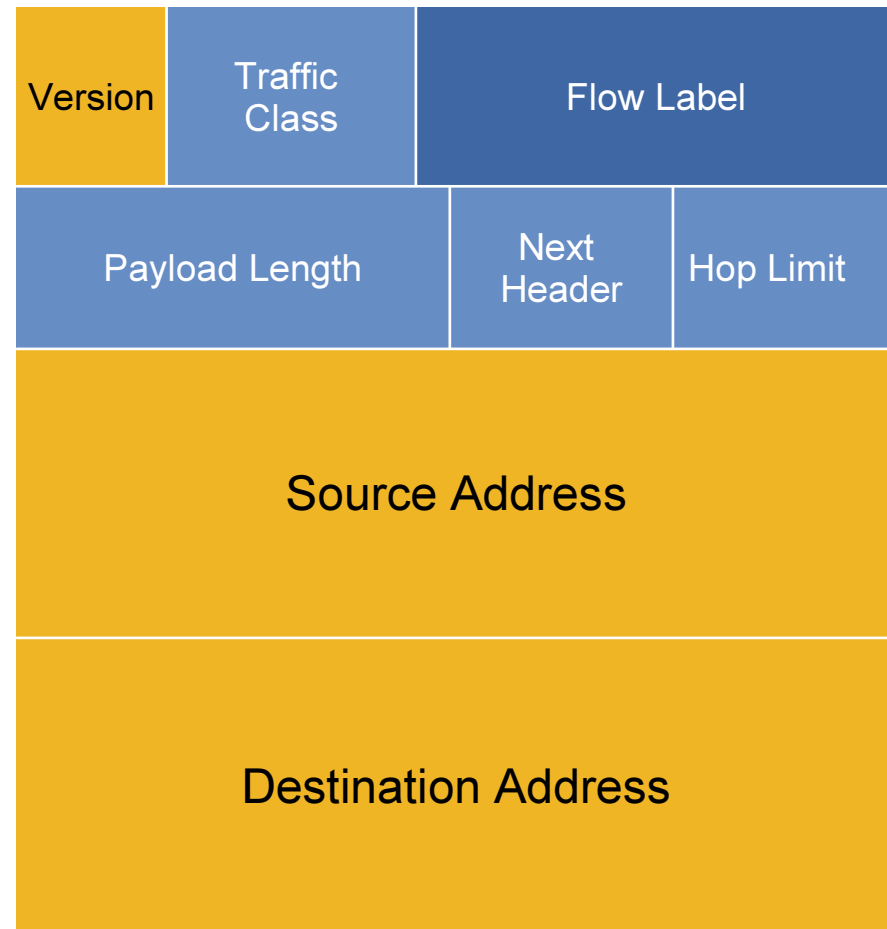 Version
Traffic
Class
Flow Label
Payload Length
Next
Header
Hop Limit
Source Address
Destination Address